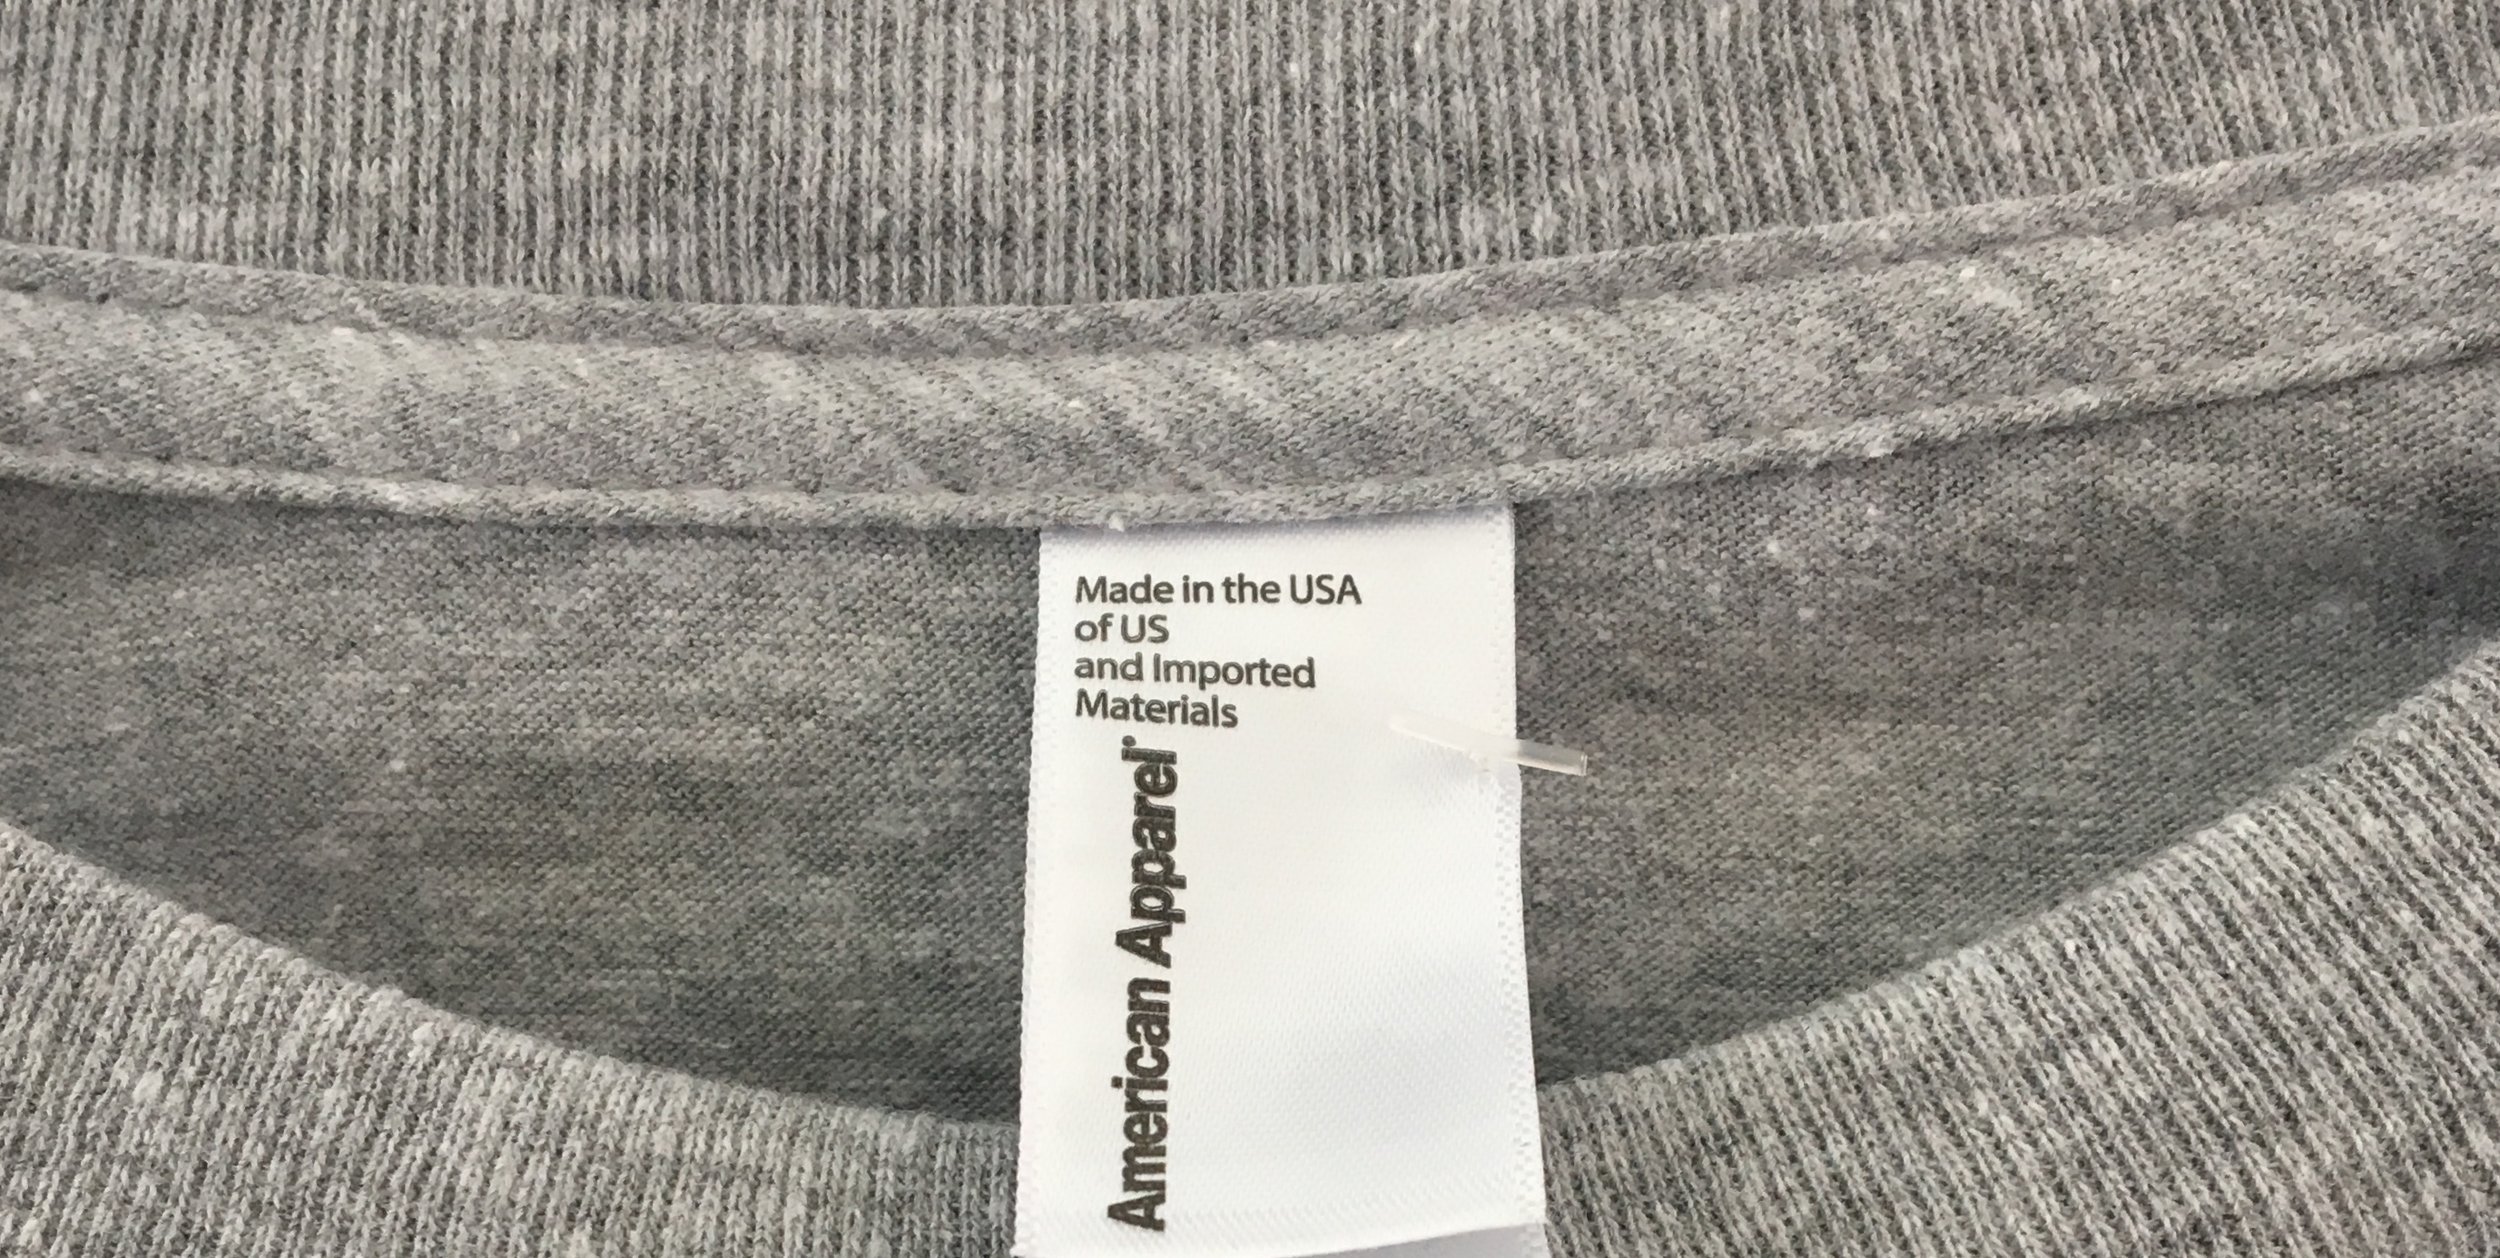 Made in the USA
of US
and Imported
Materials
American Apparel